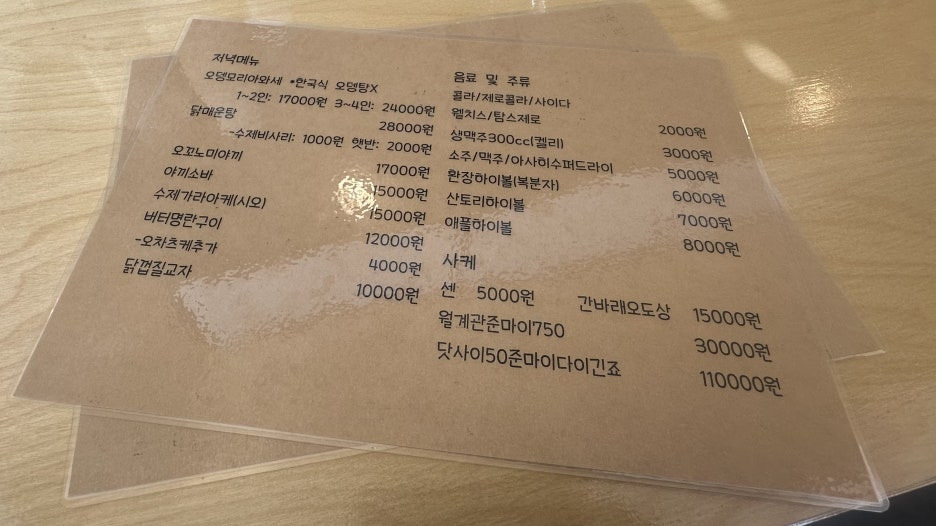 저녁메뉴
오뎅모리아와세 *한국식 오뎅탕X
1~2인: 17000원 3~4인: 24000원
닭매운탕 28000원
-수제비사리: 1000원 햇반: 2000원
오꼬노미야끼 17000원
야끼소바 15000원
수제가라아케(시오) 15000원
버터명란구이 12000원
-오차츠케추가 4000원
닭껍질교자 10000원
음료 및 주류
콜라/제로콜라/사이다
웰치스/탐스제로 2000원
생맥주300cc(켈리) 3000원
소주/맥주/아사히수퍼드라이 5000원
환장하이볼(복분자) 6000원
산토리하이볼 7000원
애플하이볼 8000원
사케
센 5000원 간바래오도상 15000원
월계관준마이750 30000원
닷사이50준마이다이긴죠 110000원